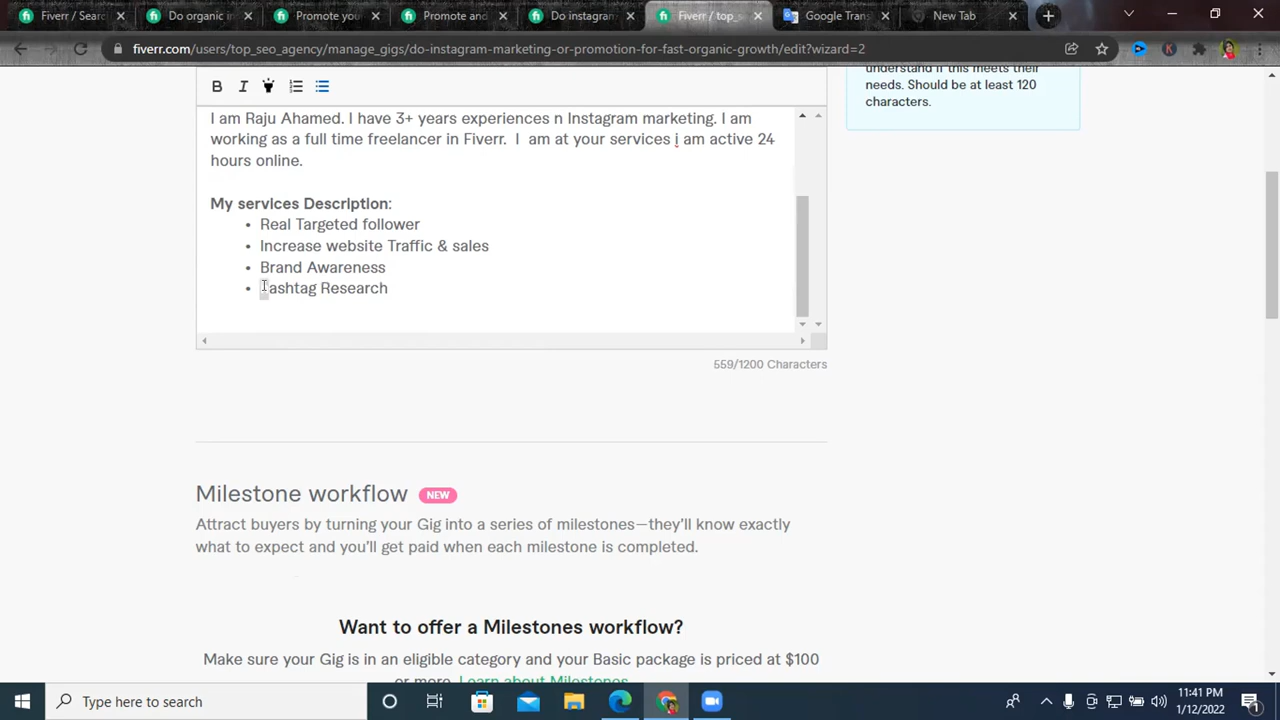 Fiverr / Sear
Do organic i
Promote you
Promote and
Do instagram
Fiverr / top_s
Google Trans
New Tab
fiverr.com/users/top_seo_agency/manage_gigs/do-instagram-marketing-or-promotion-for-fast-organic-growth/edit?wizard=2
understand if this meets their
needs. Should be at least 120
characters.
I am Raju Ahamed. I have 3+ years experiences n Instagram marketing. I am
working as a full time freelancer in Fiverr. I am at your services i am active 24
hours online.
My services Description:
• Real Targeted follower
• Increase website Traffic & sales
• Brand Awareness
• Hashtag Research
559/1200 Characters
Milestone workflow NEW
Attract buyers by turning your Gig into a series of milestones—they'll know exactly
what to expect and you'll get paid when each milestone is completed.
Want to offer a Milestones workflow?
Make sure your Gig is in an eligible category and your Basic package is priced at $100
or more. Learn about Milestones
Type here to search
11:41 PM
1/12/2022